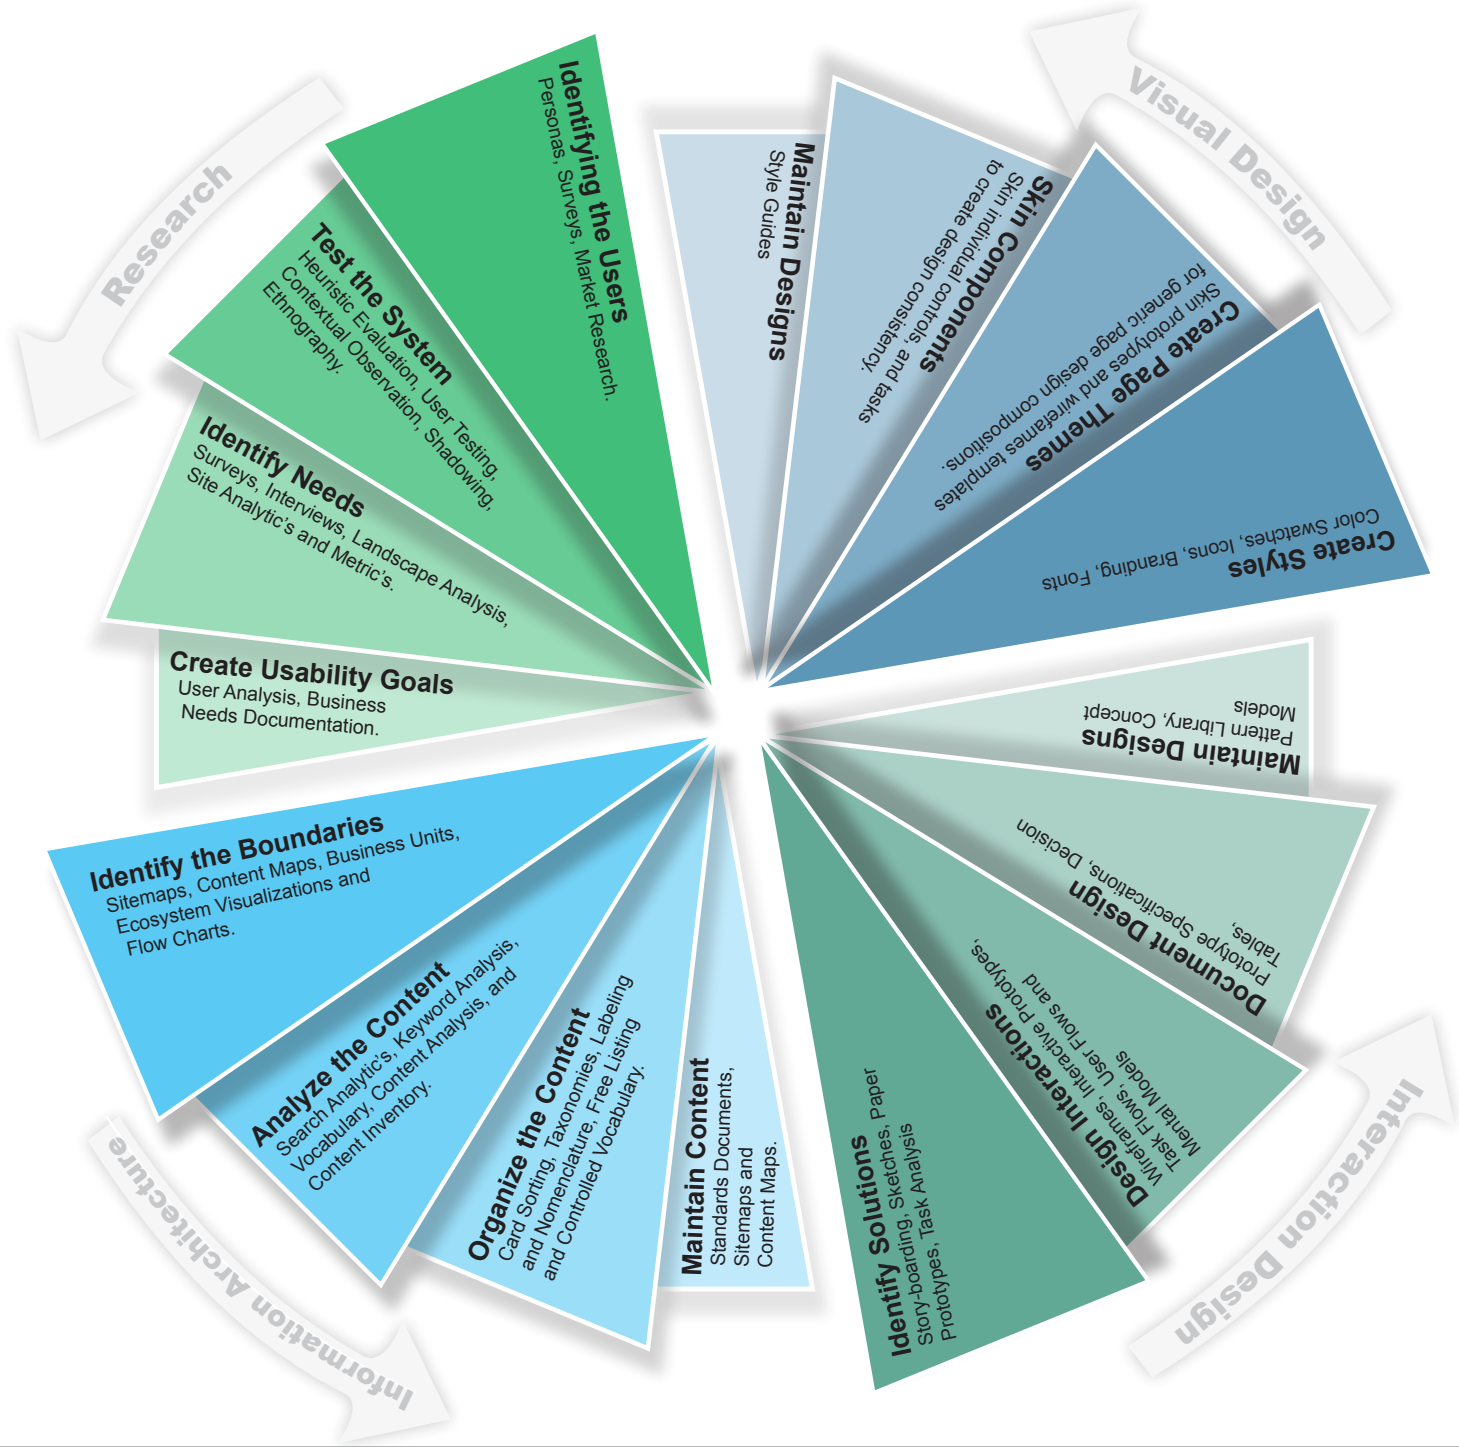 Research
Identifying the Users
Personas, Surveys, Market Research.
Test the System
Heuristic Evaluation, User Testing,
Contextual Observation, Shadowing,
Ethnography.
Identify Needs
Surveys, Interviews, Landscape Analysis,
Site Analytic's and Metric's.
Create Usability Goals
User Analysis, Business
Needs Documentation.
Information Architecture
Identify the Boundaries
Sitemaps, Content Maps, Business Units,
Ecosystem Visualizations and
Flow Charts.
Analyze the Content
Search Analytic's, Keyword Analysis,
Vocabulary, Content Analysis, and
Content Inventory.
Organize the Content
Card Sorting, Taxonomies, Labeling
and Nomenclature, Free Listing
and Controlled Vocabulary.
Maintain Content
Standards Documents,
Sitemaps and
Content Maps.
Interaction Design
Identify Solutions
Story-boarding, Sketches, Paper
Prototypes, Task Analysis
Design Interactions
Wireframes, Interactive Prototypes,
Task Flows, User Flows and
Mental Models
Document Design
Prototype Specifications, Decision
Tables,
Maintain Designs
Pattern Library, Concept
Models
Visual Design
Create Styles
Color Swatches, Icons, Branding, Fonts
Create Page Themes
Skin prototypes and wireframes templates
for generic page design compositions.
Skin Components
Skin individual controls, and tasks
to create design consistency.
Maintain Designs
Style Guides